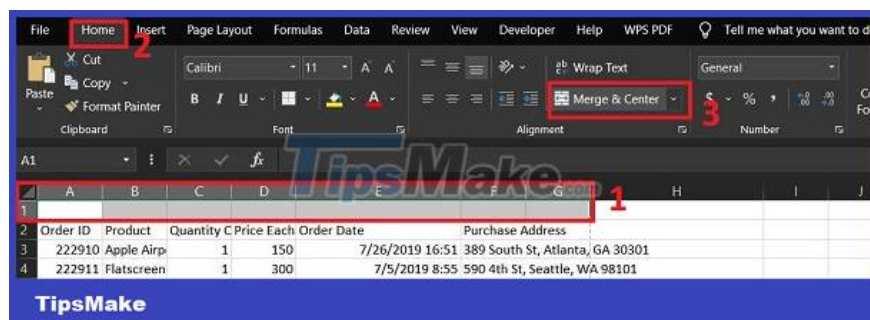 File Home Insert Page Layout Formulas Data Review View Developer Help WPS PDF Tell me what you want to d
2
Cut
Copy
Format Painter
Paste
Calibri 11 A A
B I U A
ab Wrap Text
Merge & Center
General
$ % , .00
3
Clipboard Font Alignment Number
A1 fx
TipsMake.com
A B C D E F G H I J
1
1
2 Order ID Product Quantity C Price Each Order Date Purchase Address
3 222910 Apple Airp 1 150 7/26/2019 16:51 389 South St, Atlanta, GA 30301
4 222911 Flatscreen 1 300 7/5/2019 8:55 590 4th St, Seattle, WA 98101
TipsMake